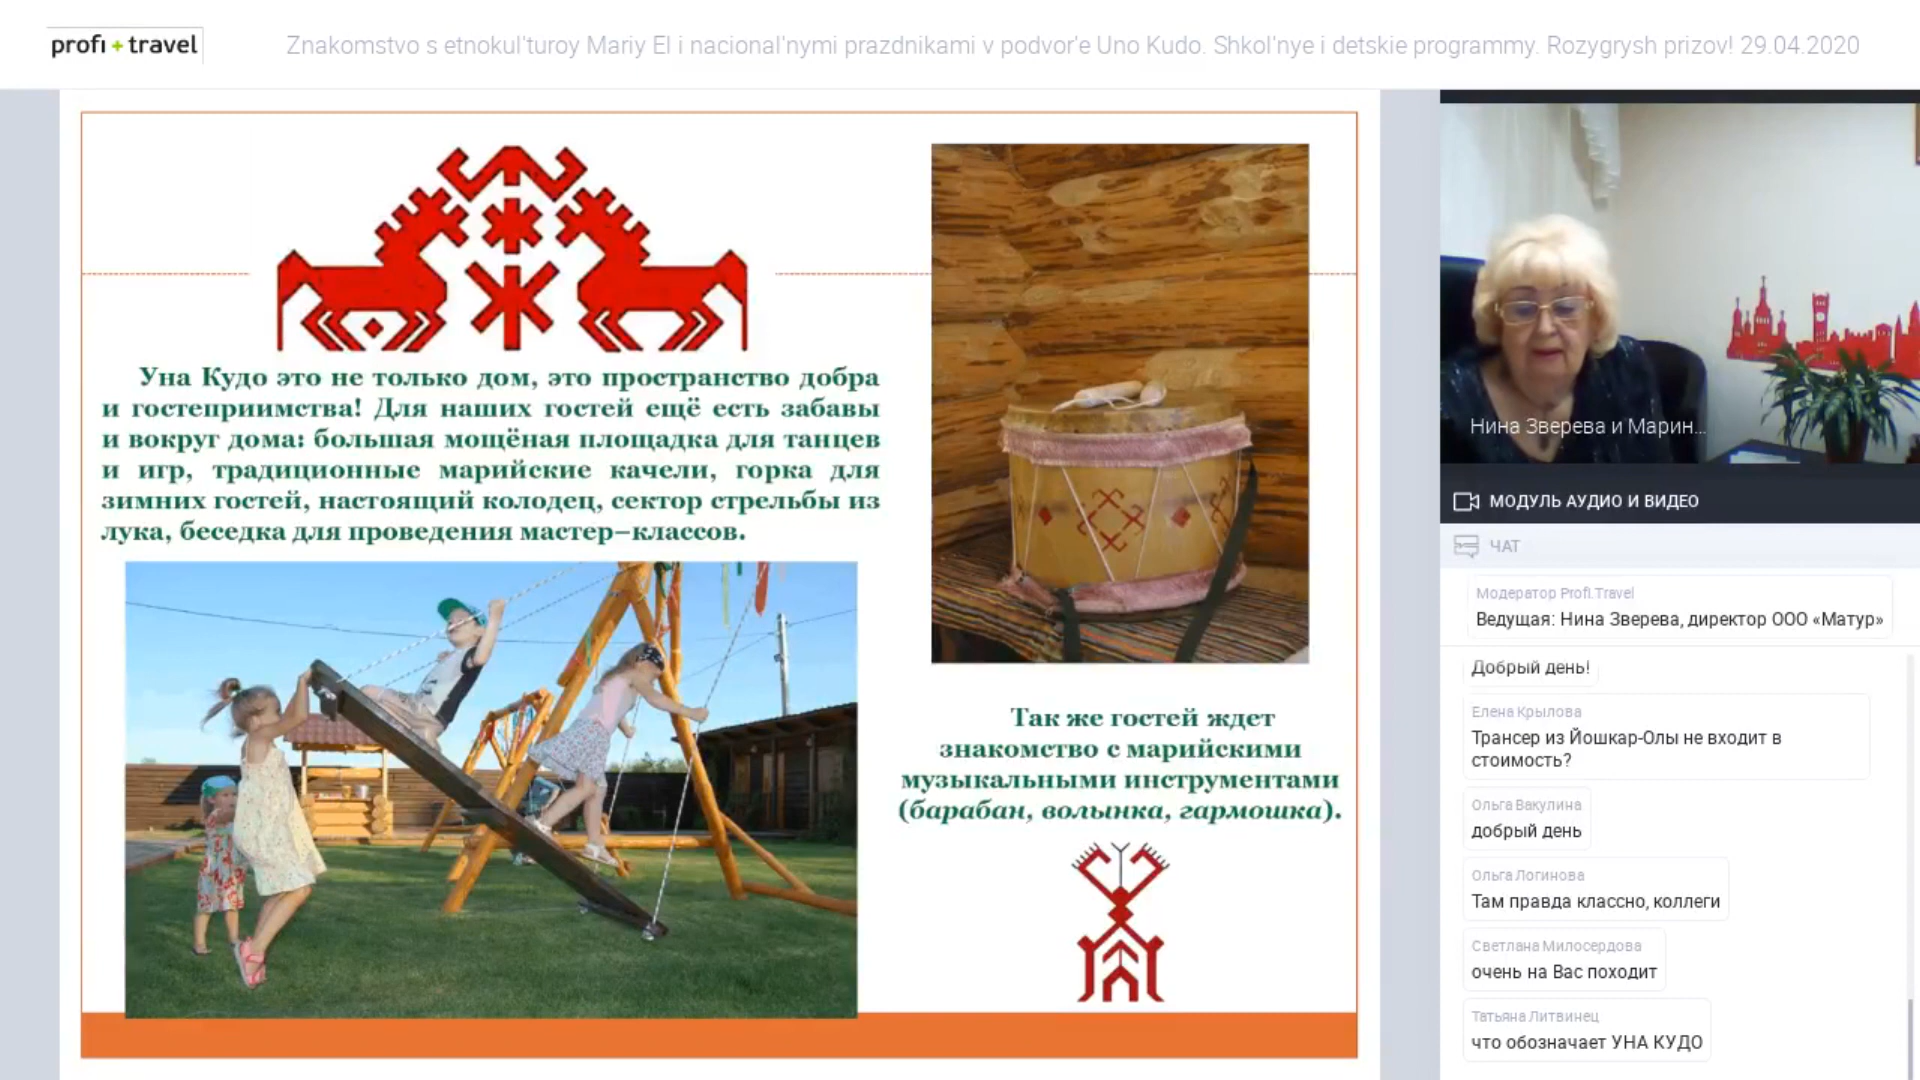 profi + travel
Znakomstvo s etnokul'turoy Mariy El i nacional'nymi prazdnikami v podvor'e Uno Kudo. Shkol'nye i detskie programmy. Rozygrysh prizov! 29.04.2020
Уна Кудо это не только дом, это пространство добра
и гостеприимства! Для наших гостей ещё есть забавы
и вокруг дома: большая мощёная площадка для танцев
и игр, традиционные марийские качели, горка для
зимних гостей, настоящий колодец, сектор стрельбы из
лука, беседка для проведения мастер–классов.
Так же гостей ждет
знакомство с марийскими
музыкальными инструментами
(барабан, волынка, гармошка).
Нина Зверева и Марин...
МОДУЛЬ АУДИО И ВИДЕО
ЧАТ
Модератор Profi.Travel
Ведущая: Нина Зверева, директор ООО «Матур»
Добрый день!
Елена Крылова
Трансер из Йошкар-Олы не входит в
стоимость?
Ольга Вакулина
добрый день
Ольга Логинова
Там правда классно, коллеги
Светлана Милосердова
очень на Вас походит
Татьяна Литвинец
что обозначает УНА КУДО